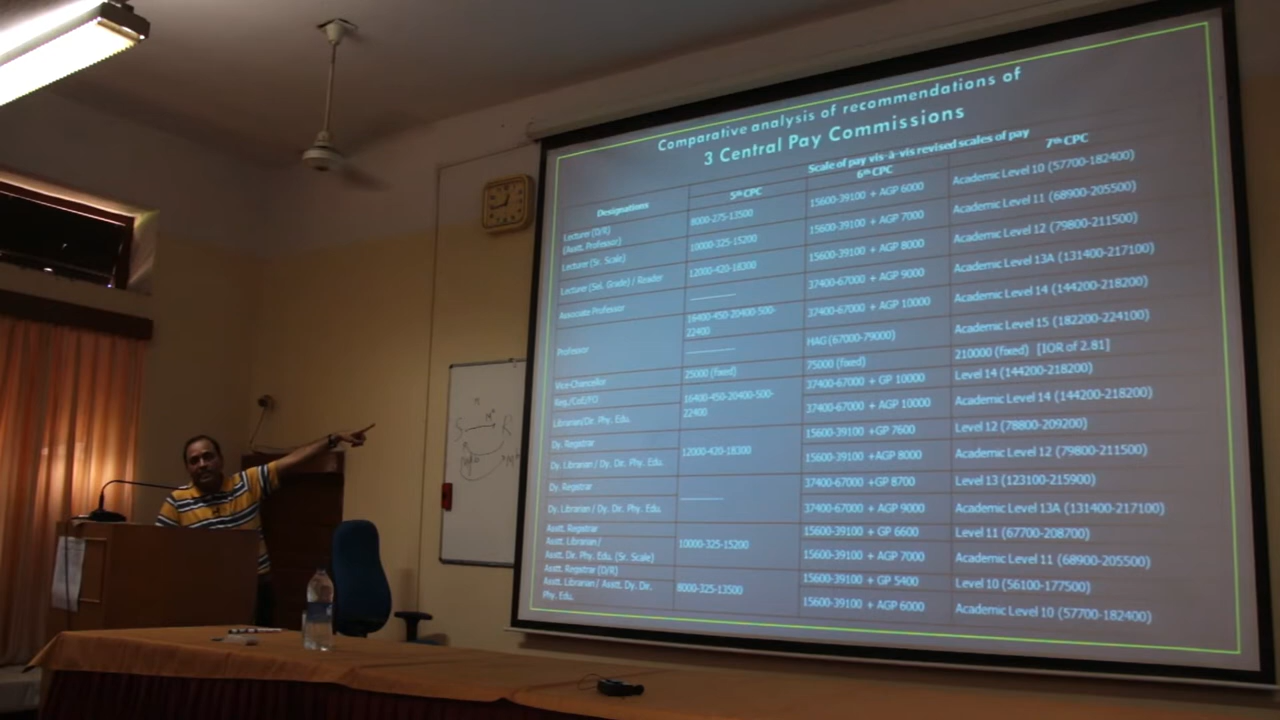 Comparative analysis of recommendations of
3 Central Pay Commissions
Designations
Scale of pay vis-à-vis revised scales of pay
5th CPC 6th CPC 7th CPC
Lecturer (D/R) 8000-275-13500 15600-39100 + AGP 6000 Academic Level 10 (57700-182400)
(Asstt. Professor)
Lecturer (Sr. Scale) 10000-325-15200 15600-39100 + AGP 7000 Academic Level 11 (68900-205500)
Lecturer (Sel. Grade) / Reader 12000-420-18300 15600-39100 + AGP 8000 Academic Level 12 (79800-211500)
Associate Professor ———— 37400-67000 + AGP 9000 Academic Level 13A (131400-217100)
Professor 16400-450-20400-500- 37400-67000 + AGP 10000 Academic Level 14 (144200-218200)
22400
———— HAG (67000-79000) Academic Level 15 (182200-224100)
Vice-Chancellor 25000 (fixed) 75000 (fixed) 210000 (fixed) [IOR of 2.81]
Reg./CoE/FO 16400-450-20400-500- 37400-67000 + GP 10000 Level 14 (144200-218200)
22400
Librarian/Dir. Phy. Edu. 37400-67000 + AGP 10000 Academic Level 14 (144200-218200)
Dy. Registrar 12000-420-18300 15600-39100 +GP 7600 Level 12 (78800-209200)
Dy. Librarian / Dy. Dir. Phy. Edu. 15600-39100 +AGP 8000 Academic Level 12 (79800-211500)
Dy. Registrar ———— 37400-67000 +GP 8700 Level 13 (123100-215900)
Dy. Librarian / Dy. Dir. Phy. Edu. 37400-67000 + AGP 9000 Academic Level 13A (131400-217100)
Asstt. Registrar 10000-325-15200 15600-39100 + GP 6600 Level 11 (67700-208700)
Asstt. Librarian /
Asstt. Dir. Phy. Edu. (Sr. Scale) 15600-39100 + AGP 7000 Academic Level 11 (68900-205500)
Asstt. Registrar (D/R) 8000-325-13500 15600-39100 + GP 5400 Level 10 (56100-177500)
Asstt. Librarian/ Asstt. Dy. Dir. 15600-39100 + AGP 6000 Academic Level 10 (57700-182400)
Phy. Edu.